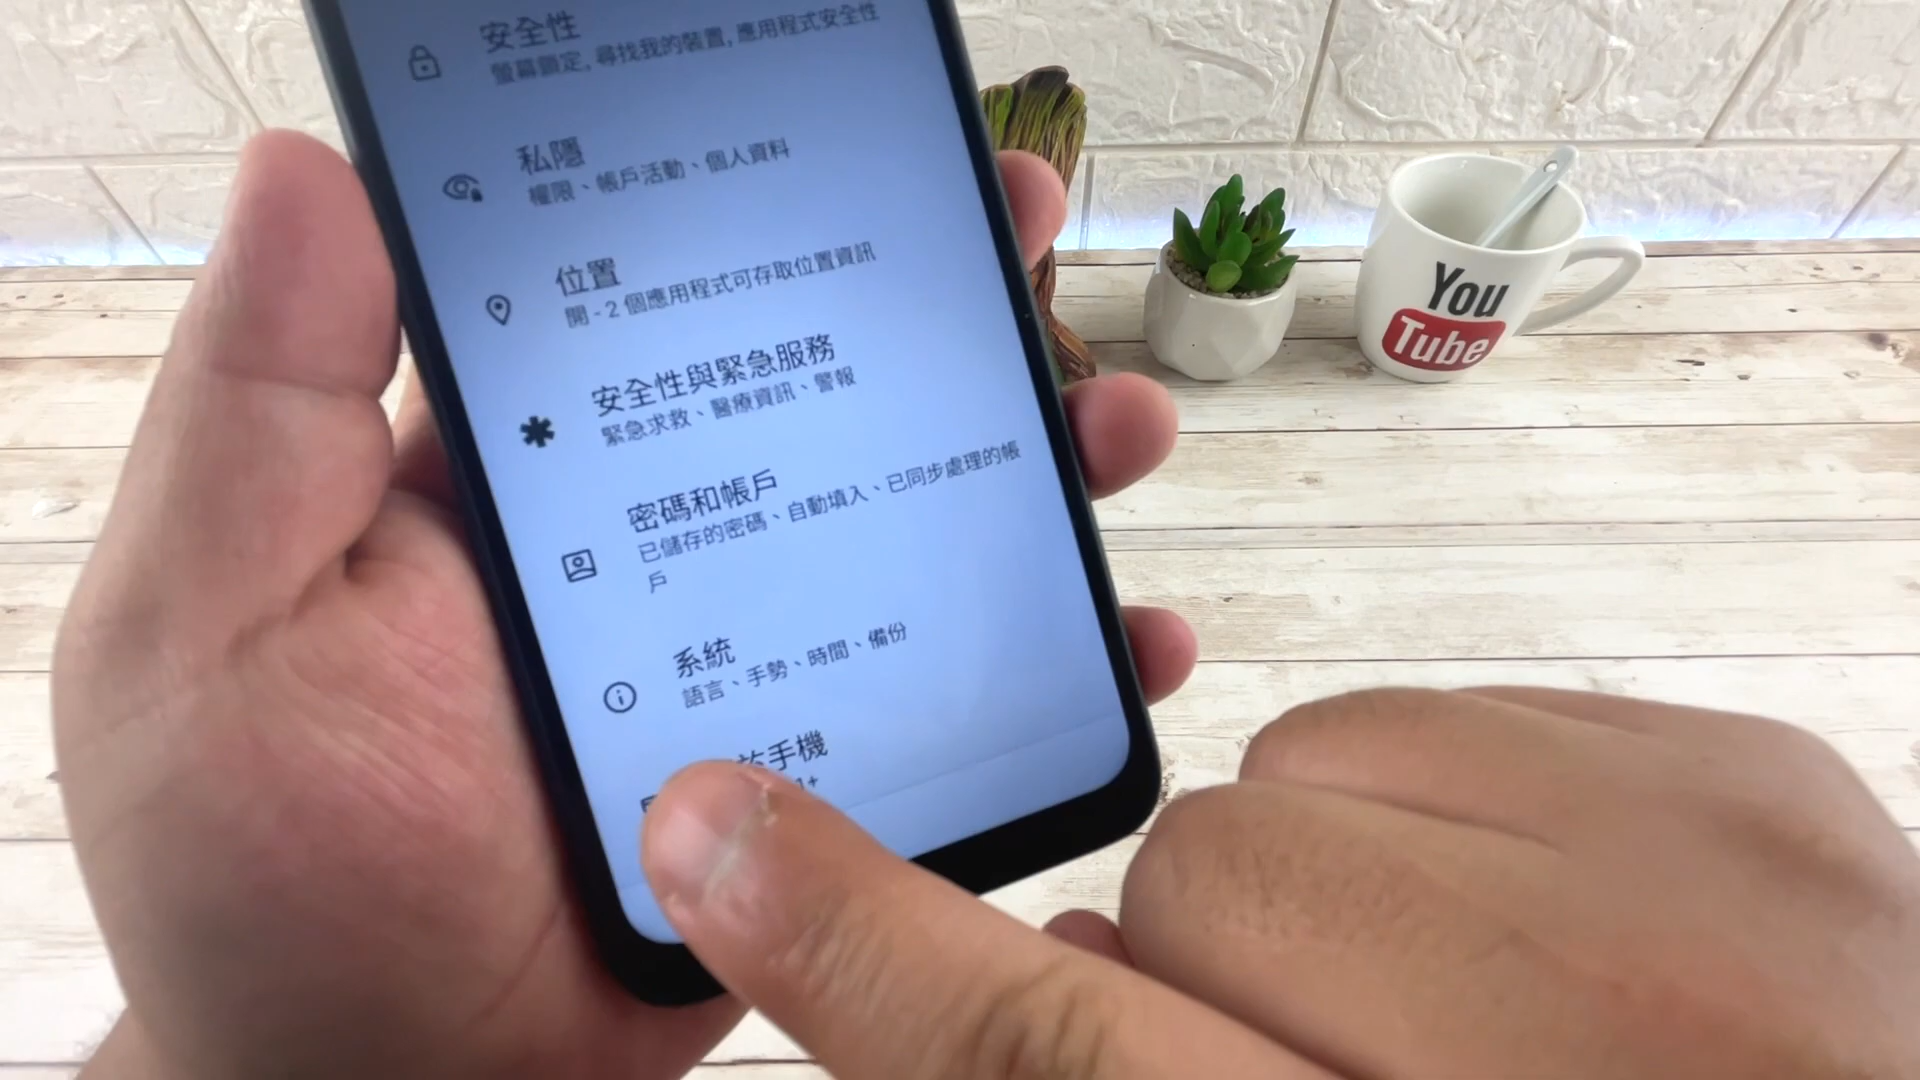 安全性
螢幕鎖定, 尋找我的裝置, 應用程式安全性
私隱
權限、帳戶活動、個人資料
位置
開 - 2 個應用程式可存取位置資訊
安全性與緊急服務
緊急求救、醫療資訊、警報
密碼和帳戶
已儲存的密碼、自動填入、已同步處理的帳
戶
系統
語言、手勢、時間、備份
手機
You
Tube